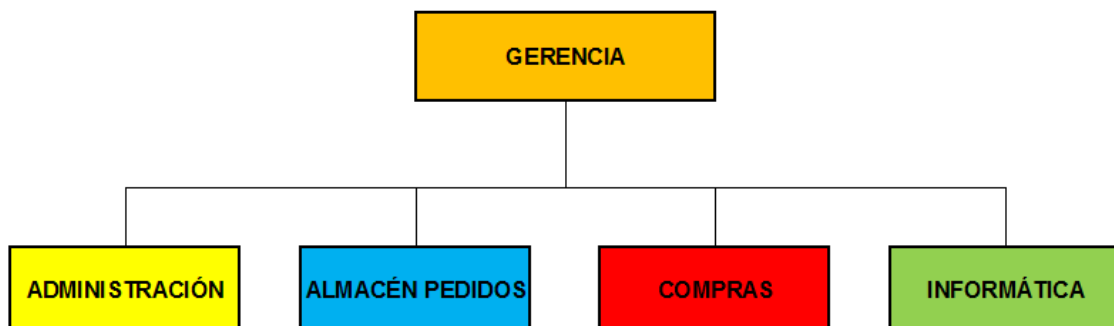 GERENCIA
ADMINISTRACIÓN
ALMACÉN PEDIDOS
COMPRAS
INFORMÁTICA